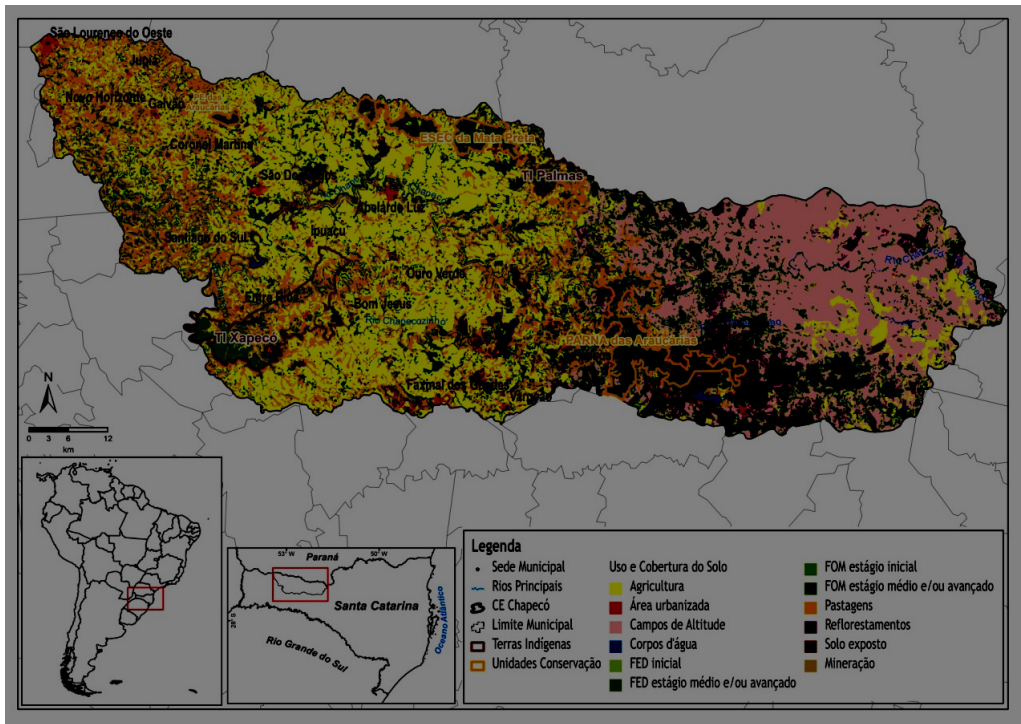 São Lourenço do Oeste
Jupiá
Novo Horizonte
Galvão
Araucárias
ESEC da Mata Preta
Coronel Martins
São Domingos
TI Palmas
Abelardo Luz
Ipuaçu
Santiago do Sul
Ouro Verde
Entre Rios
Bom Jesus
Rio Chapecozinho
TI Xapecó
PARNA das Araucárias
Faxinal dos Guedes
Vargeão
N
0 3 6 12
km
53° W
50° W
Paraná
Santa Catarina
Oceano Atlântico
Rio Grande do Sul
Legenda
Sede Municipal
Rios Principais
CE Chapecó
Limite Municipal
Terras Indígenas
Unidades Conservação
Uso e Cobertura do Solo
Agricultura
Área urbanizada
Campos de Altitude
Corpos d'água
FED inicial
FED estágio médio e/ou avançado
FOM estágio inicial
FOM estágio médio e/ou avançado
Pastagens
Reflorestamentos
Solo exposto
Mineração